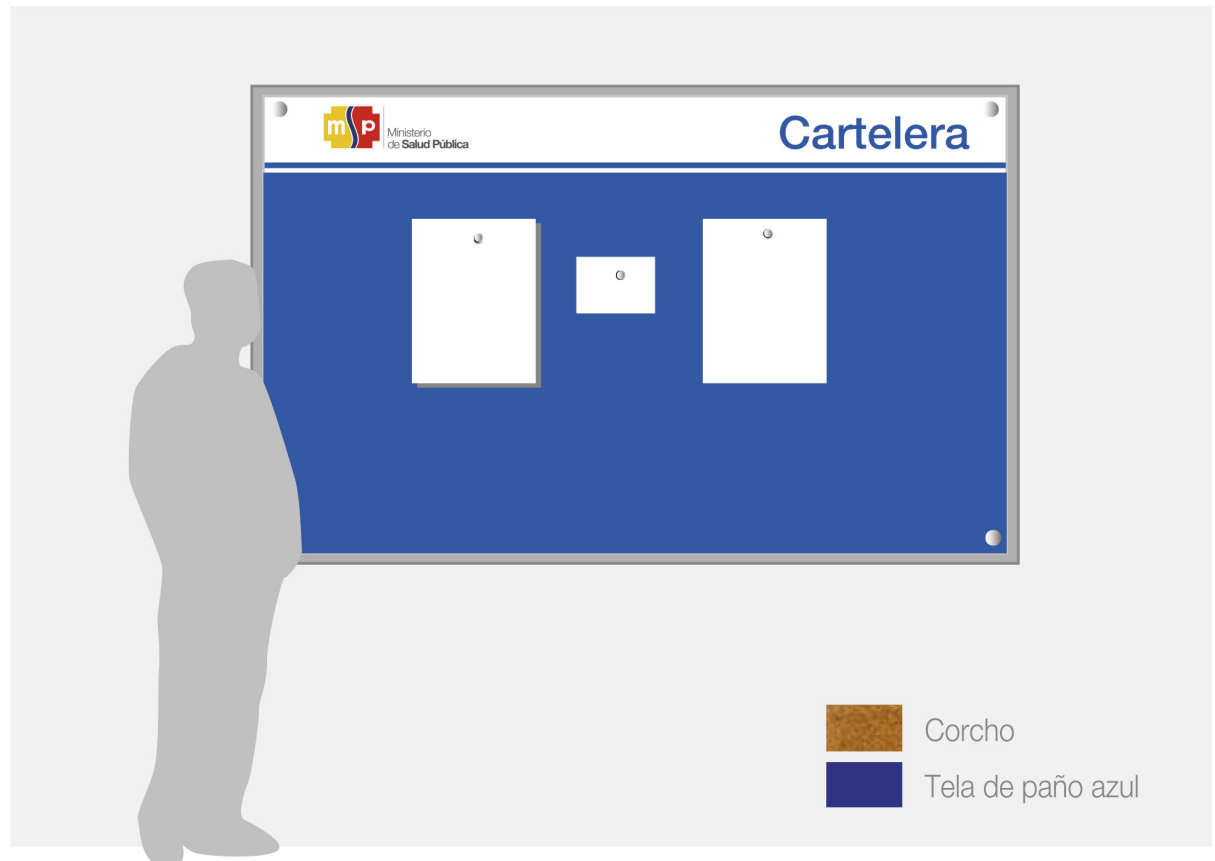 msp
Ministerio
de Salud Pública
Cartelera
Corcho
Tela de paño azul